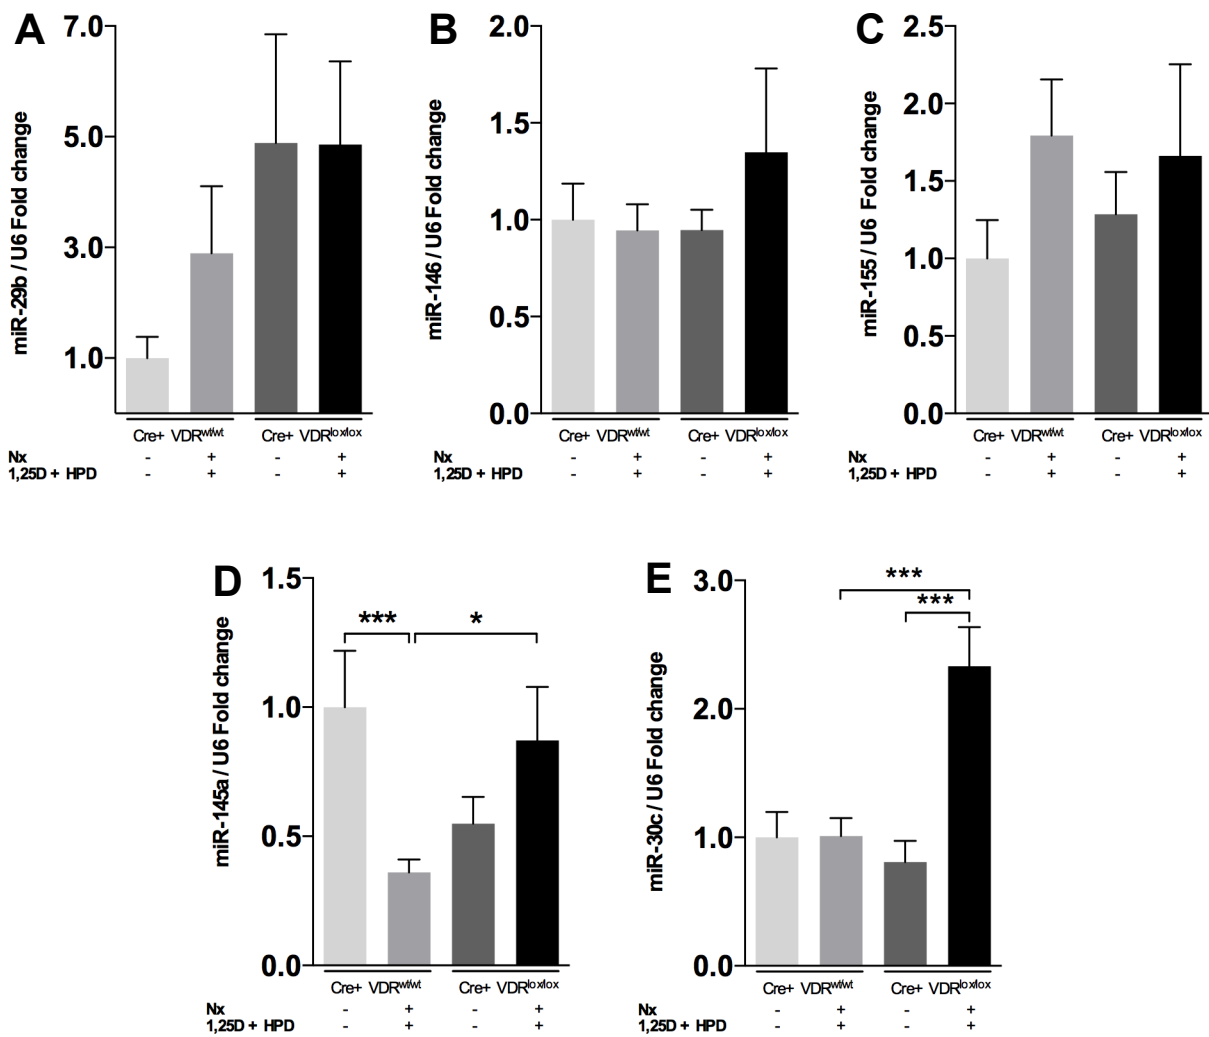 A
miR-29b / U6 Fold change
7.0
5.0
3.0
1.0
Cre+ VDRwt/wt Cre+ VDRlox/lox
Nx - + - +
1,25D + HPD - + - +
B
miR-146 / U6 Fold change
2.0
1.5
1.0
0.5
0.0
Cre+ VDRwt/wt Cre+ VDRlox/lox
Nx - + - +
1,25D + HPD - + - +
C
miR-155 / U6 Fold change
2.5
2.0
1.5
1.0
0.5
0.0
Cre+ VDRwt/wt Cre+ VDRlox/lox
Nx - + - +
1,25D + HPD - + - +
D
miR-145a / U6 Fold change
1.5
1.0
0.5
0.0
*** *
Cre+ VDRwt/wt Cre+ VDRlox/lox
Nx - + - +
1,25D + HPD - + - +
E
miR-30c / U6 Fold change
3.0
2.0
1.0
0.0
***
***
Cre+ VDRwt/wt Cre+ VDRlox/lox
Nx - + - +
1,25D + HPD - + - +